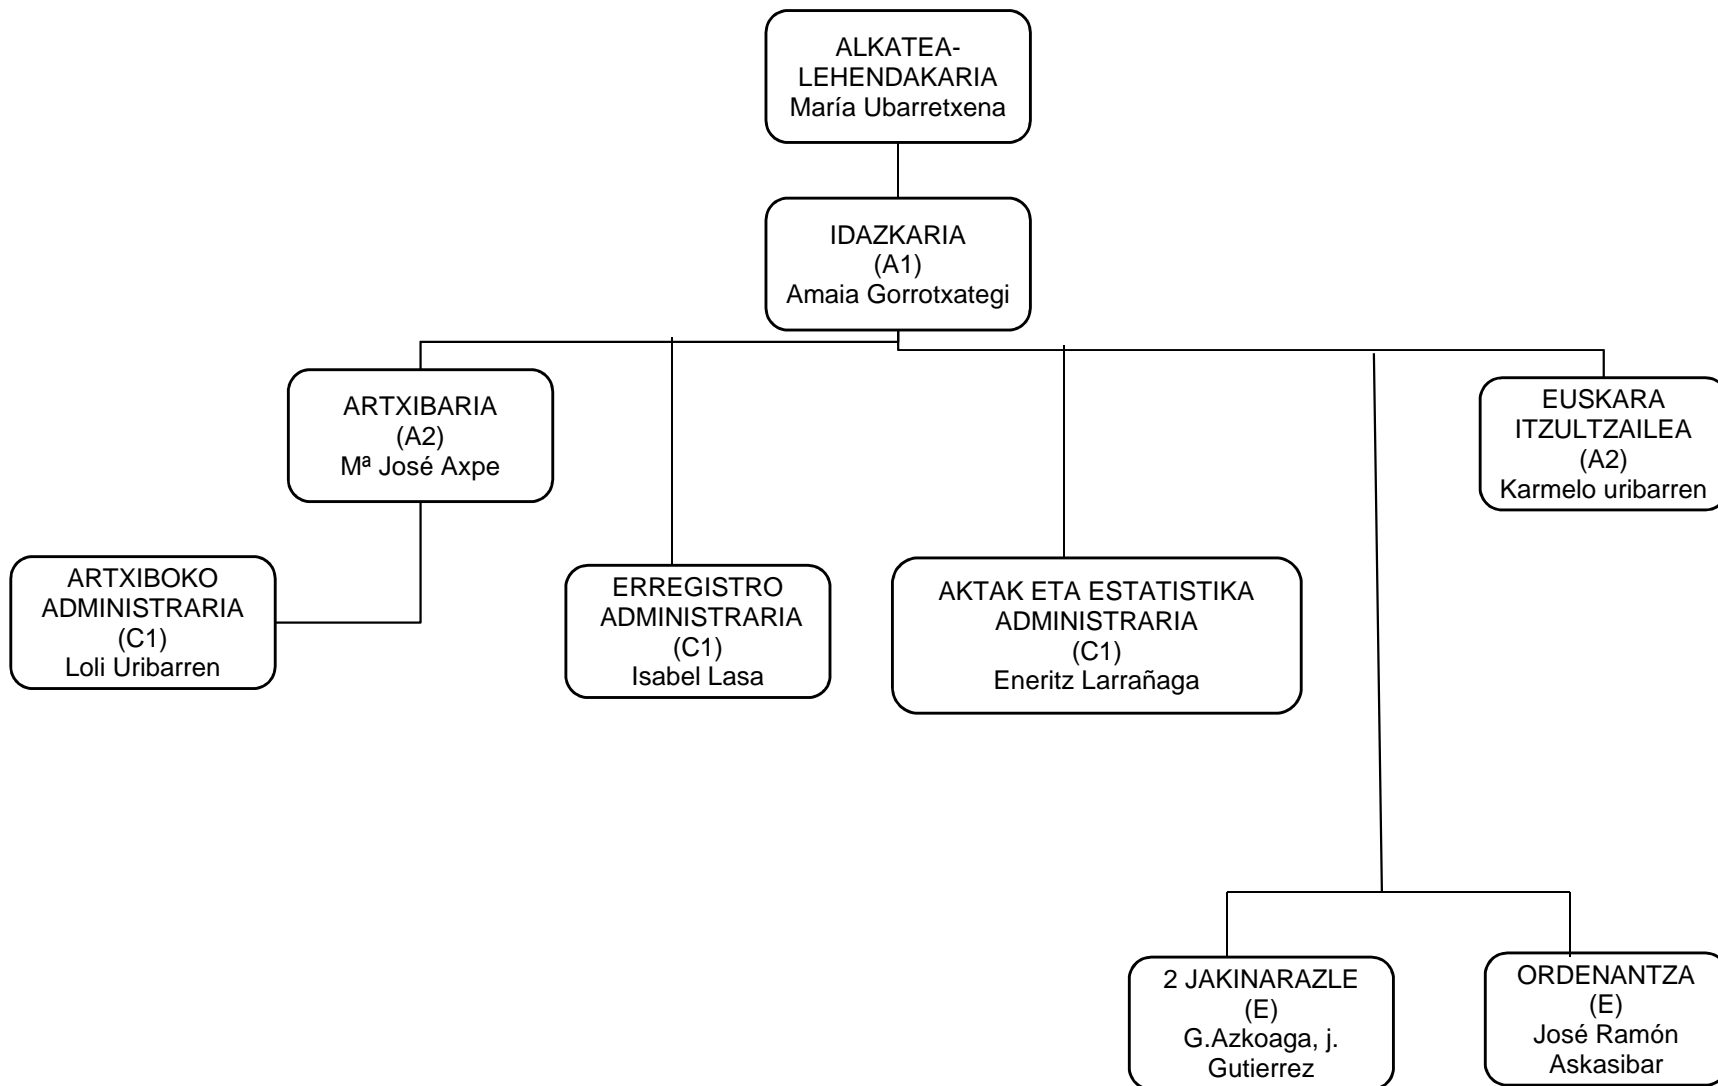 ALKATEA-
LEHENDAKARIA
María Ubarretxena
IDAZKARIA
(A1)
Amaia Gorrotxategi
ARTXIBARIA
(A2)
Mª José Axpe
EUSKARA
ITZULTZAILEA
(A2)
Karmelo uribarren
ARTXIBOKO
ADMINISTRARIA
(C1)
Loli Uribarren
ERREGISTRO
ADMINISTRARIA
(C1)
Isabel Lasa
AKTAK ETA ESTATISTIKA
ADMINISTRARIA
(C1)
Eneritz Larrañaga
2 JAKINARAZLE
(E)
G.Azkoaga, j.
Gutierrez
ORDENANTZA
(E)
José Ramón
Askasibar